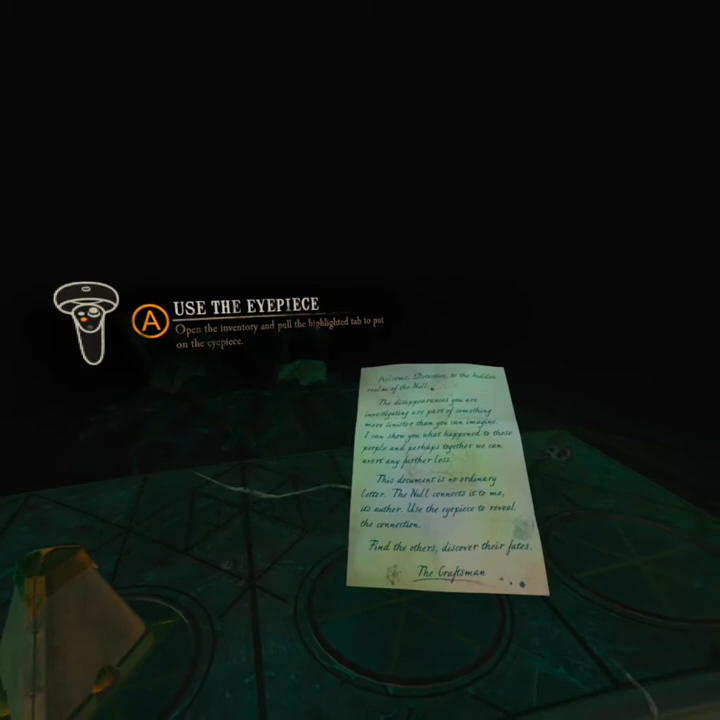 A
USE THE EYEPIECE
Open the inventory and pull the highlighted tab to put
on the eyepiece.
Welcome, Detective, to the hidden
realm of the Null.
The disappearances you are
investigating are part of something
more sinister than you can imagine.
I can show you what happened to these
people and perhaps together we can
avert any further loss.
This document is no ordinary
letter. The Null connects it to me,
its author. Use the eyepiece to reveal
the connection.
Find the others, discover their fates.
The Craftsman